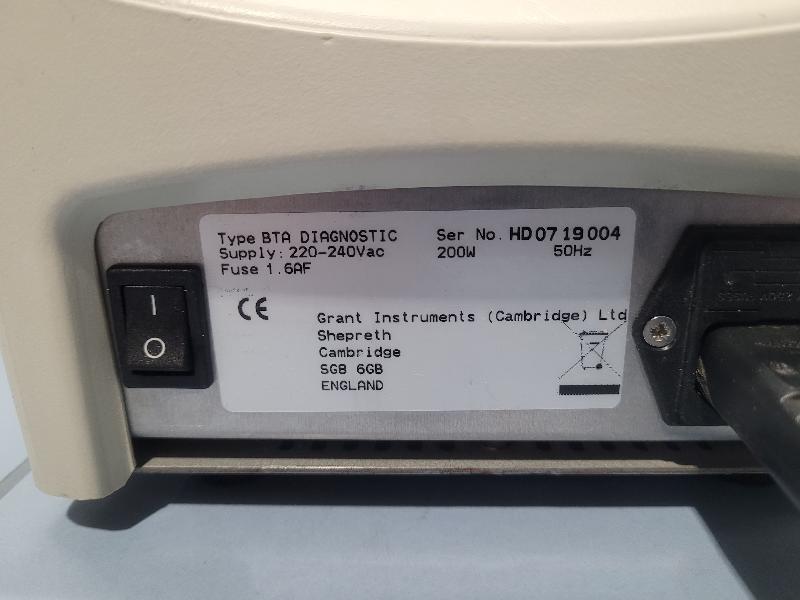 Type BTA DIAGNOSTIC Ser No. HD0719004
Supply: 220-240Vac 200W 50Hz
Fuse 1.6AF
CE
Grant Instruments (Cambridge) Ltd
Shepreth
Cambridge
SG8 6GB
ENGLAND
I
O